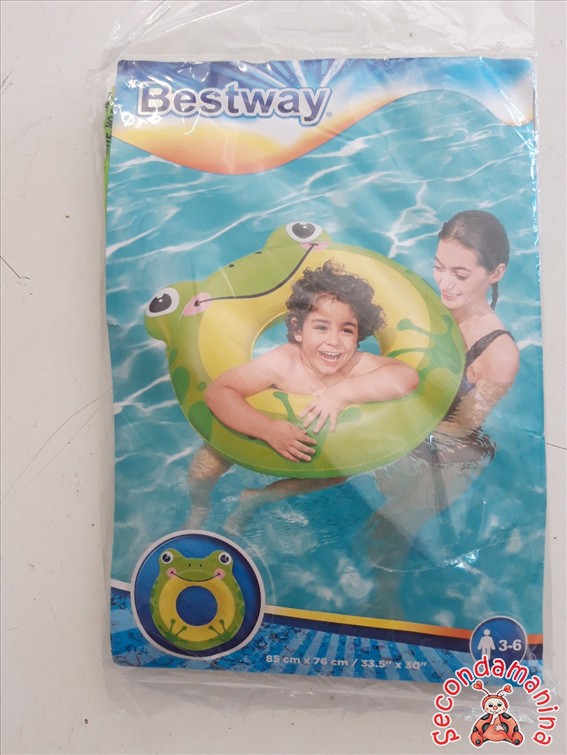 Bestway®
85 cm x 76 cm / 33.5" x 30"
3-6
Secondamanina